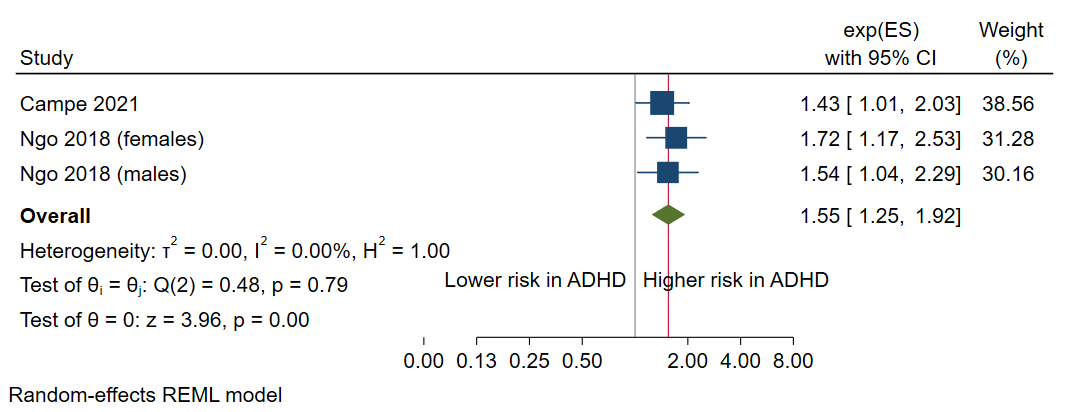 exp(ES) Weight
Study with 95% CI (%)
Campe 2021 1.43 [ 1.01, 2.03] 38.56
Ngo 2018 (females) 1.72 [ 1.17, 2.53] 31.28
Ngo 2018 (males) 1.54 [ 1.04, 2.29] 30.16
Overall 1.55 [ 1.25, 1.92]
Heterogeneity: τ² = 0.00, I² = 0.00%, H² = 1.00
Lower risk in ADHD Higher risk in ADHD
Test of θᵢ = θⱼ: Q(2) = 0.48, p = 0.79
Test of θ = 0: z = 3.96, p = 0.00
0.00 0.13 0.25 0.50 2.00 4.00 8.00
Random-effects REML model